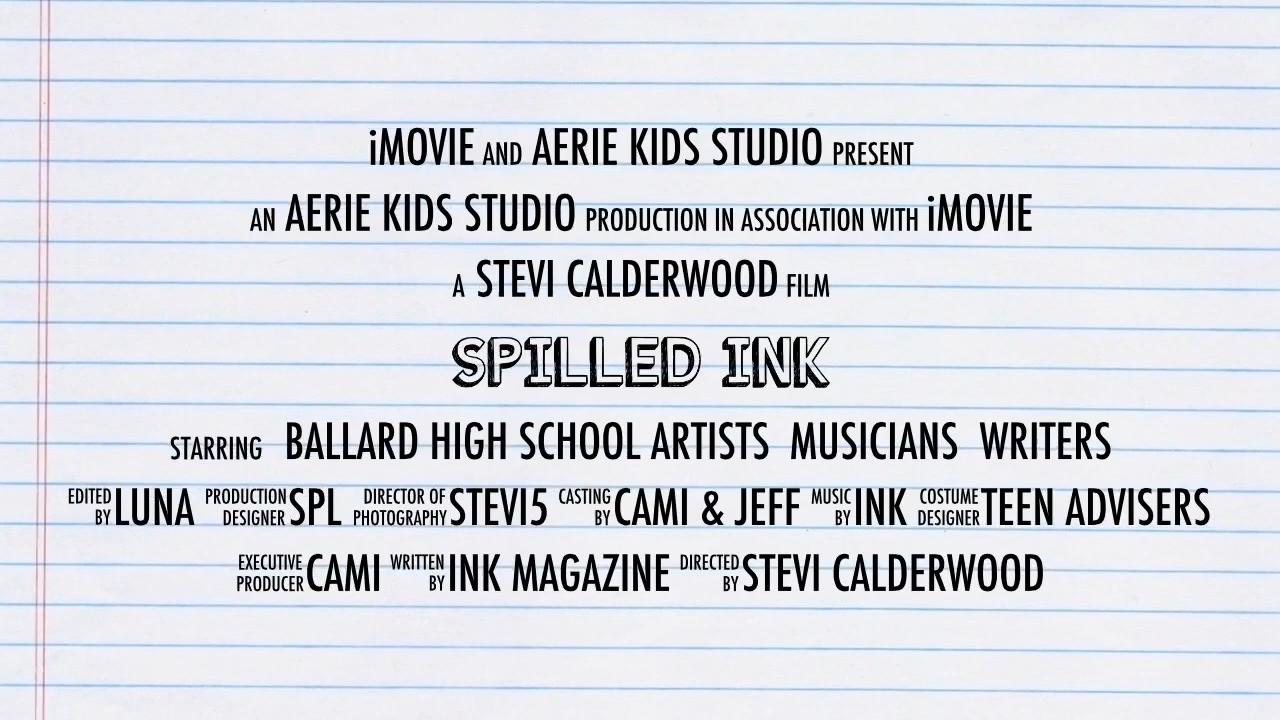 iMOVIE AND AERIE KIDS STUDIO PRESENT
AN AERIE KIDS STUDIO PRODUCTION IN ASSOCIATION WITH iMOVIE
A STEVI CALDERWOOD FILM
SPILLED INK
STARRING BALLARD HIGH SCHOOL ARTISTS MUSICIANS WRITERS
EDITED BY LUNA PRODUCTION DESIGNER SPL DIRECTOR OF PHOTOGRAPHY STEVI5 CASTING BY CAMI & JEFF MUSIC BY INK COSTUME DESIGNER TEEN ADVISERS
EXECUTIVE PRODUCER CAMI WRITTEN BY INK MAGAZINE DIRECTED BY STEVI CALDERWOOD